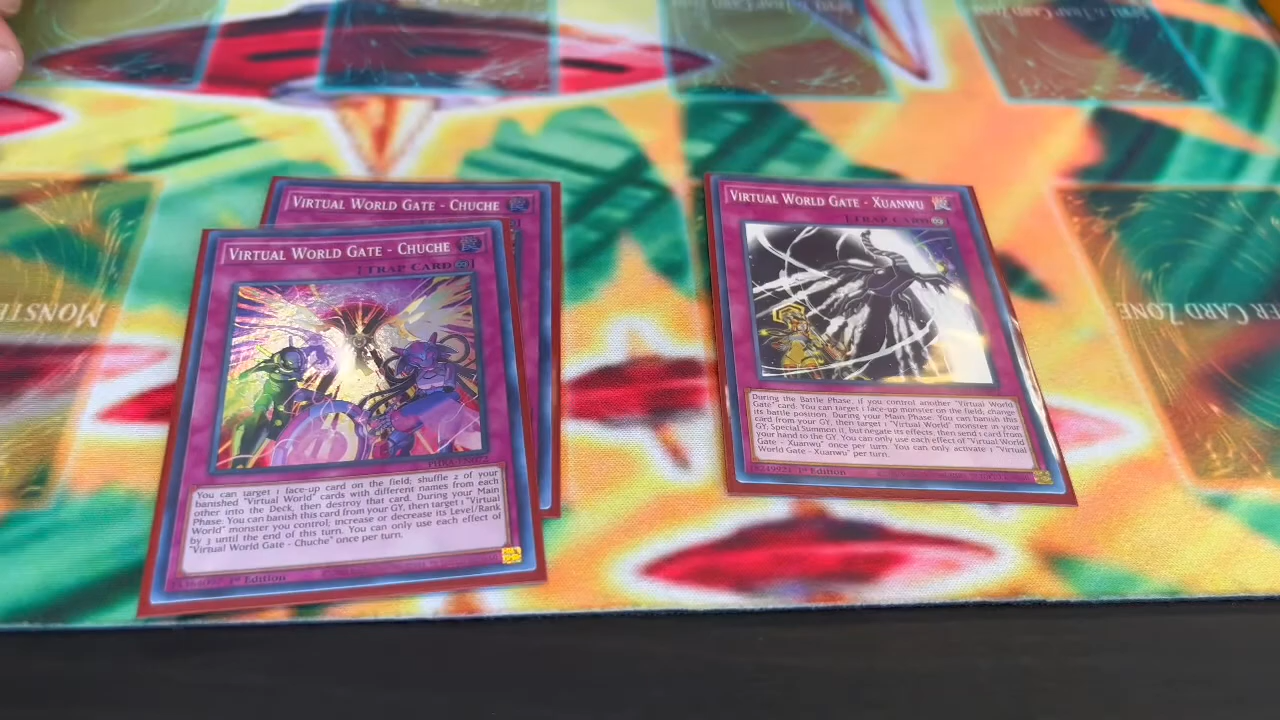 SPELL & TRAP CARD ZONE
VIRTUAL WORLD GATE - CHUCHE
VIRTUAL WORLD GATE - CHUCHE
[TRAP CARD]
You can target 1 face-up card on the field; shuffle 2 of your
banished "Virtual World" cards with different names from each
other into the Deck, then destroy that card. During your Main
Phase: You can banish this card from your GY, then target 1 "Virtual
World" monster you control; increase or decrease its Level/Rank
by 3 until the end of this turn. You can only use each effect of
"Virtual World Gate - Chuche" once per turn.
1st Edition
VIRTUAL WORLD GATE - XUANWU
[TRAP CARD
During the Battle Phase, if you control another "Virtual World
Gate" card: You can target 1 face-up monster on the field; change
its battle position. During your Main Phase: You can banish this
card from your GY, then target 1 "Virtual World" monster in your
GY; Special Summon it, but negate its effects, then send 1 card from
your hand to the GY. You can only use each effect of "Virtual World
Gate - Xuanwu" once per turn. You can only activate 1 "Virtual
World Gate - Xuanwu" per turn.
1st Edition
MONSTE
ER CARD ZONE